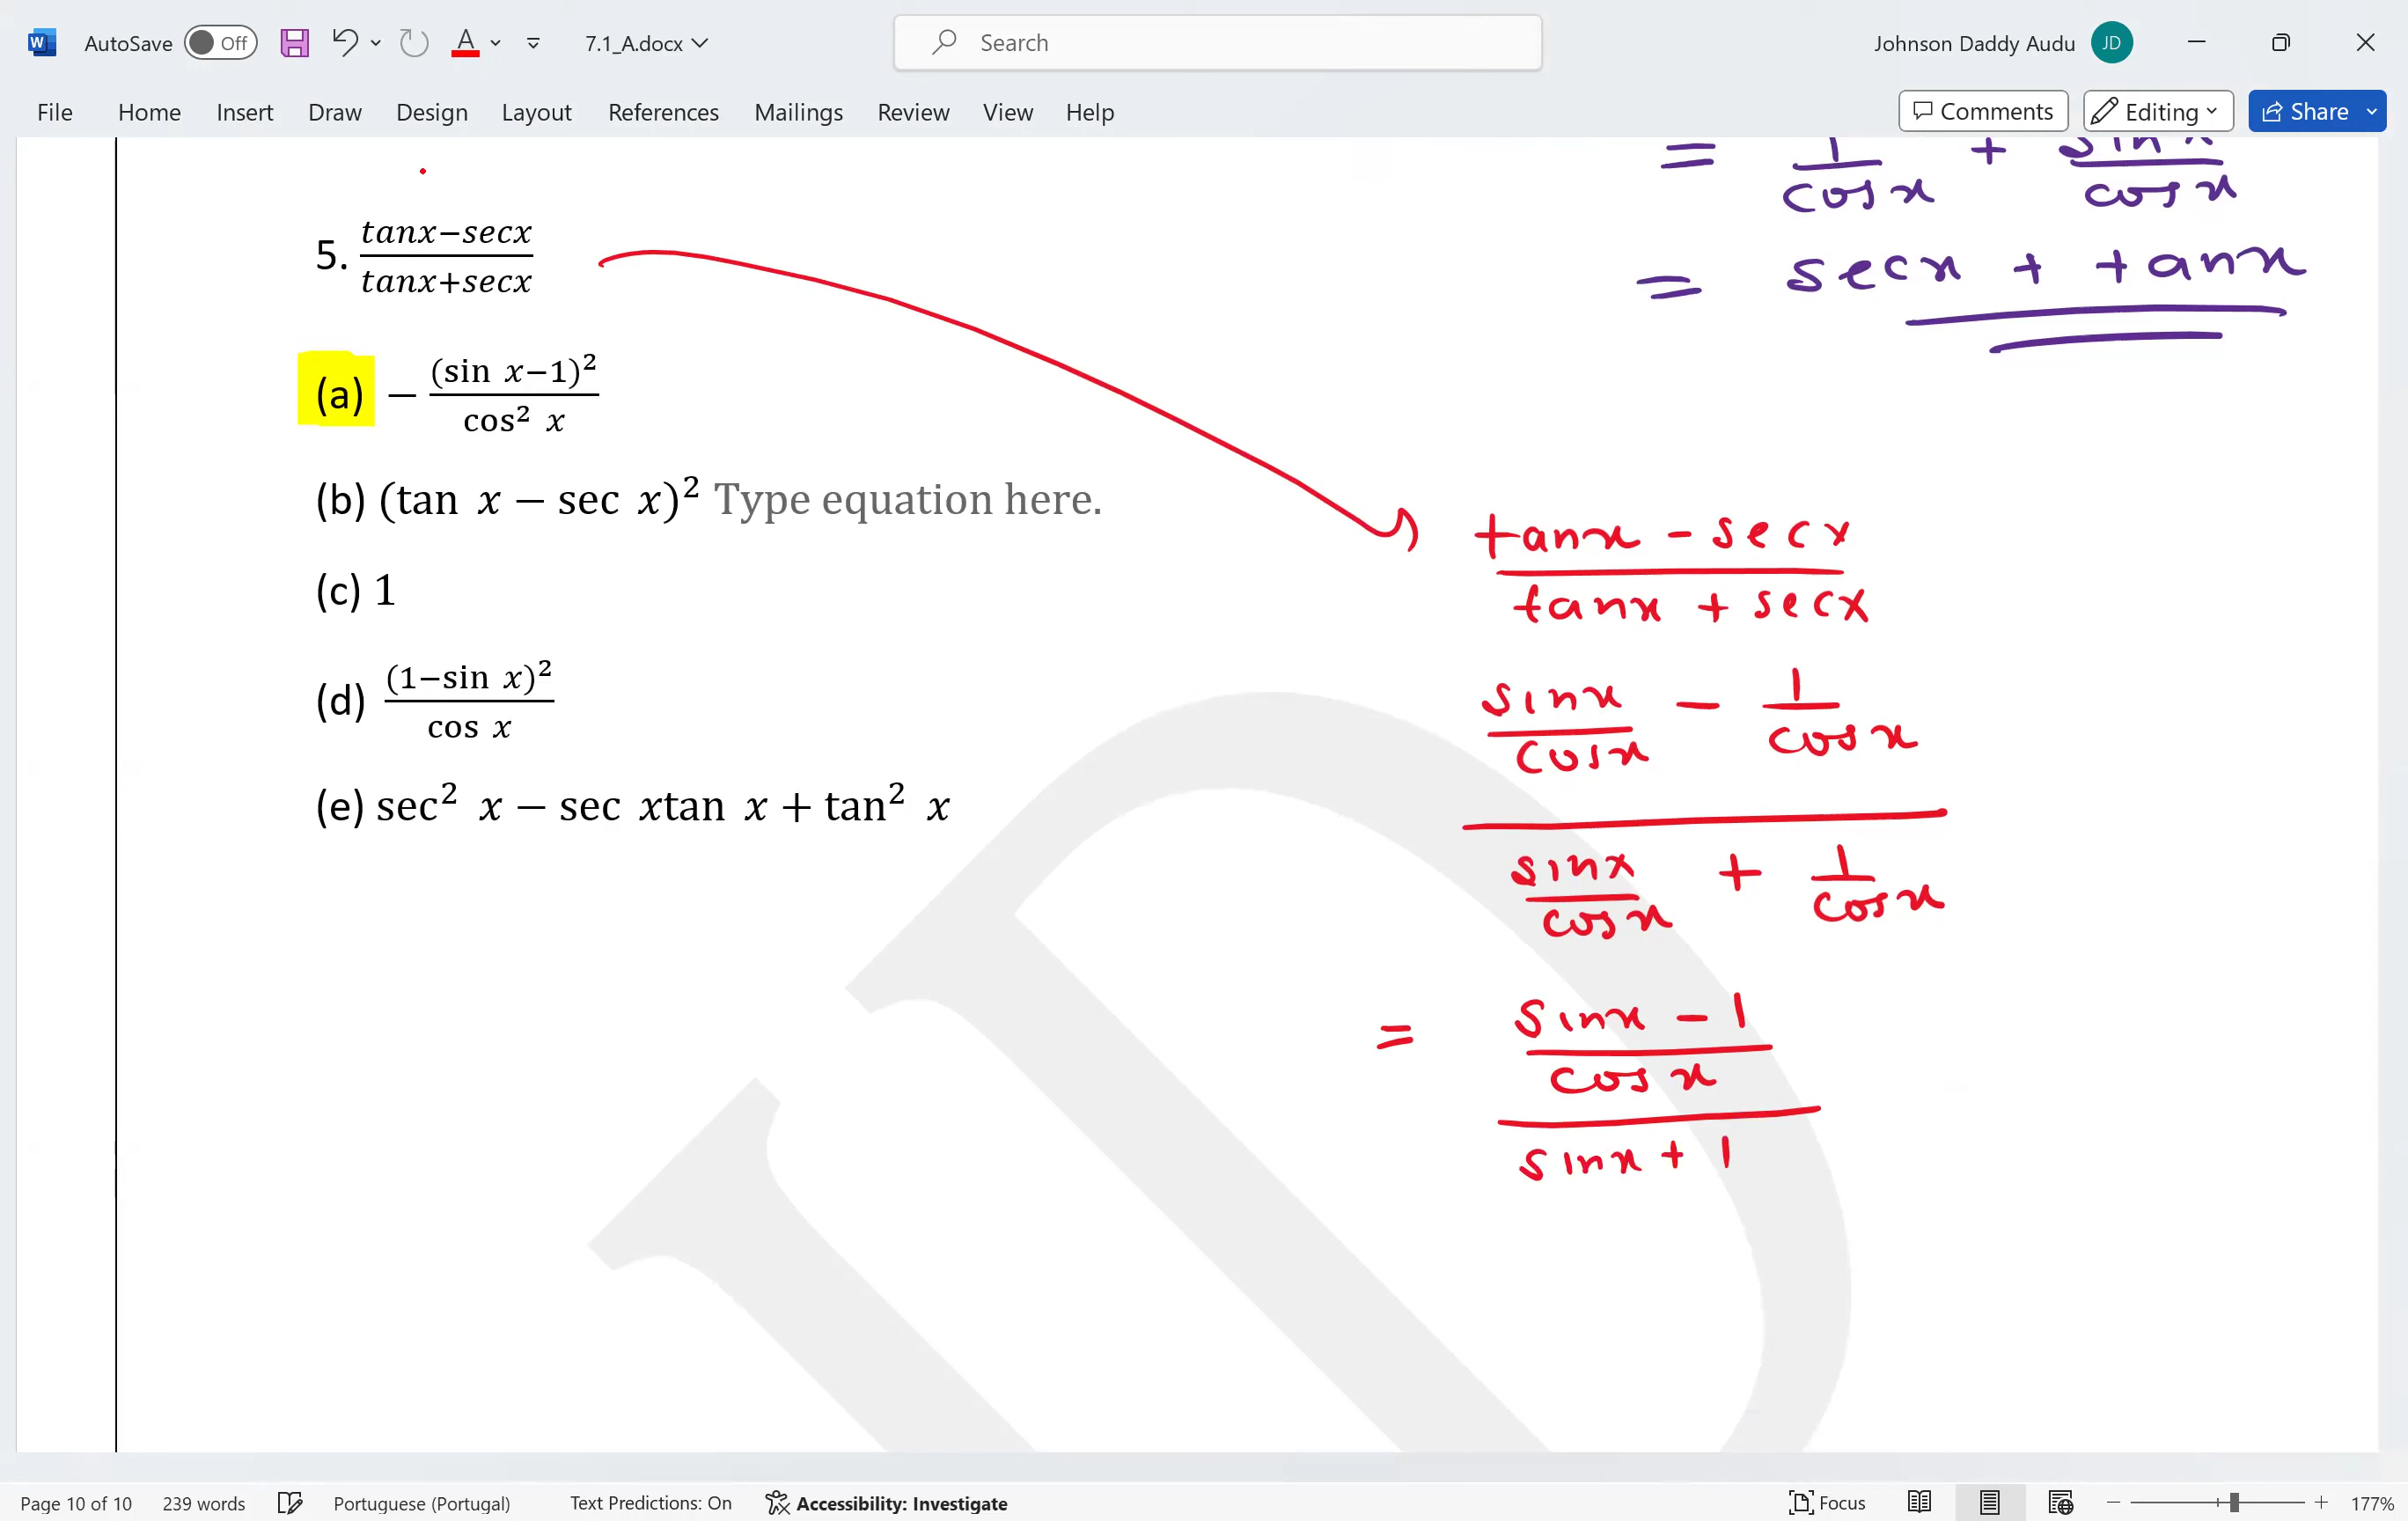 AutoSave Off 7.1_A.docx Search Johnson Daddy Audu JD
File Home Insert Draw Design Layout References Mailings Review View Help Comments Editing Share
= 1/cosx + sinx/cosx
= secx + tanx
5. (tanx−secx)/(tanx+secx)
(a) − (sin x−1)²/cos² x
(b) (tan x − sec x)² Type equation here.
(c) 1
(d) (1−sin x)²/cos x
(e) sec² x − sec xtan x + tan² x
tanx - secx
tanx + secx
sinx/cosx - 1/cosx
sinx/cosx + 1/cosx
= sinx - 1
cosx
sinx + 1
Page 10 of 10 239 words Portuguese (Portugal) Text Predictions: On Accessibility: Investigate Focus 177%